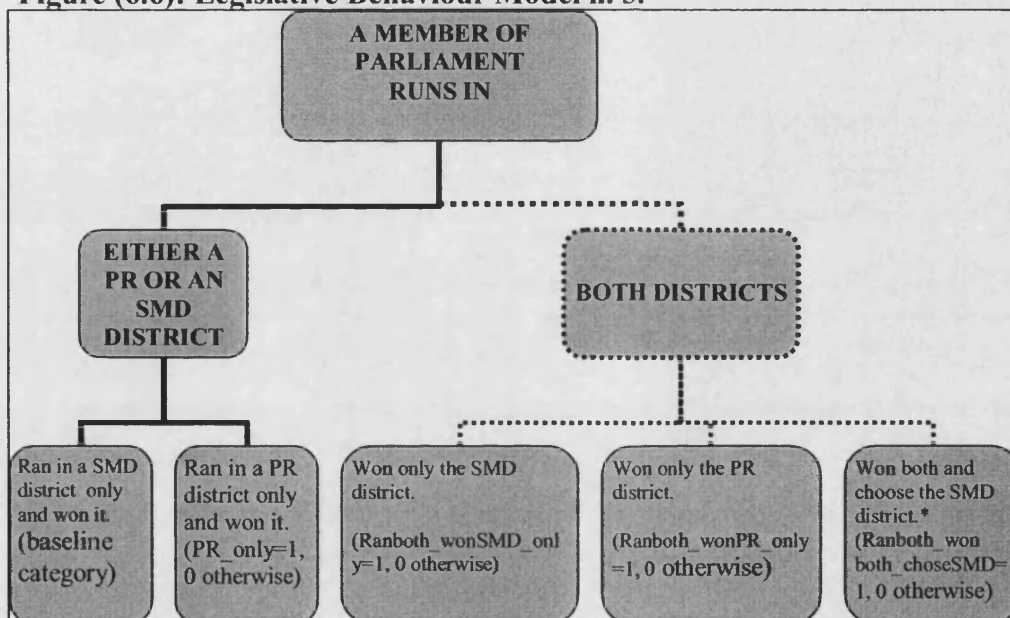 Figure (6.6): Legislative Behaviour Model n. 3.
A MEMBER OF
PARLIAMENT
RUNS IN
EITHER A
PR OR AN
SMD
DISTRICT
BOTH DISTRICTS
Ran in a SMD
district only
and won it.
(baseline
category)
Ran in a PR
district only
and won it.
(PR_only=1,
0 otherwise)
Won only the SMD
district.
(Ranboth_wonSMD_onl
y=1, 0 otherwise)
Won only the PR
district.
(Ranboth_wonPR_only
=1, 0 otherwise)
Won both and
choose the SMD
district.*
(Ranboth_won
both_choseSMD=
1, 0 otherwise)